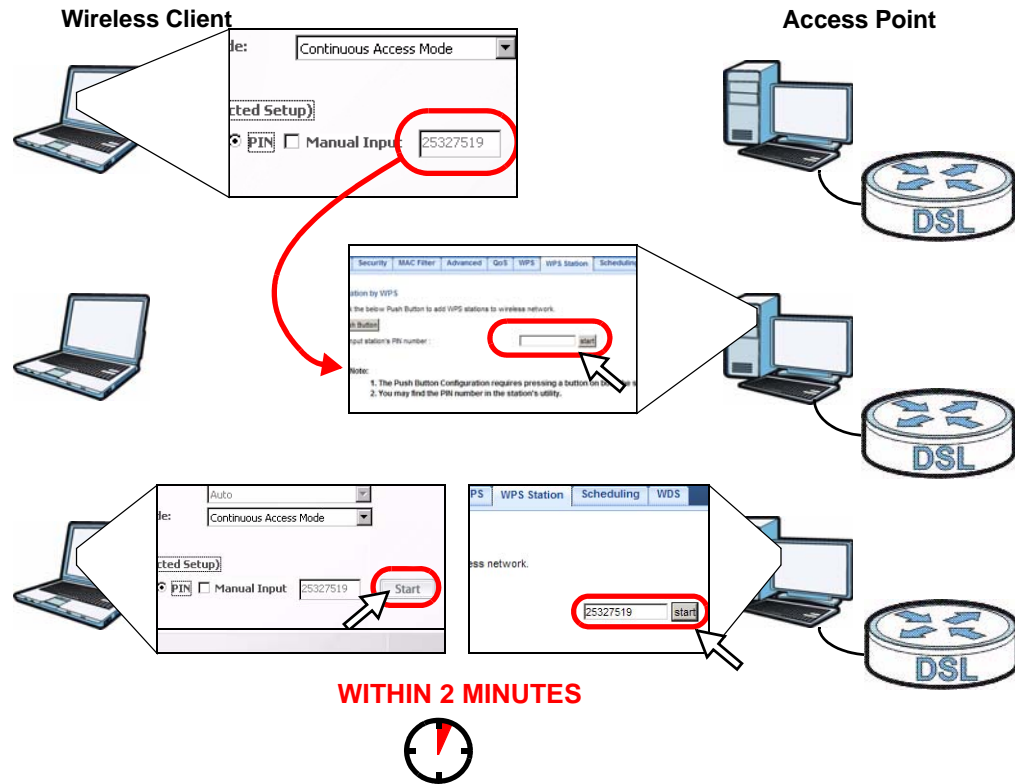 Wireless Client
Access Point
de:
Continuous Access Mode
cted Setup)
PIN
Manual Input
25327519
DSL
Security MAC Filter Advanced QoS WPS WPS Station Scheduling
ation by WPS
k the below Push Button to add WPS stations to wireless network.
sh Button
nput station's PIN number :
start
Note:
1. The Push Button Configuration requires pressing a button on bo he s
2. You may find the PIN number in the station's utility.
DSL
Auto
de:
Continuous Access Mode
cted Setup)
PIN
Manual Input
25327519
Start
PS WPS Station Scheduling WDS
ess network.
25327519
start
DSL
WITHIN 2 MINUTES